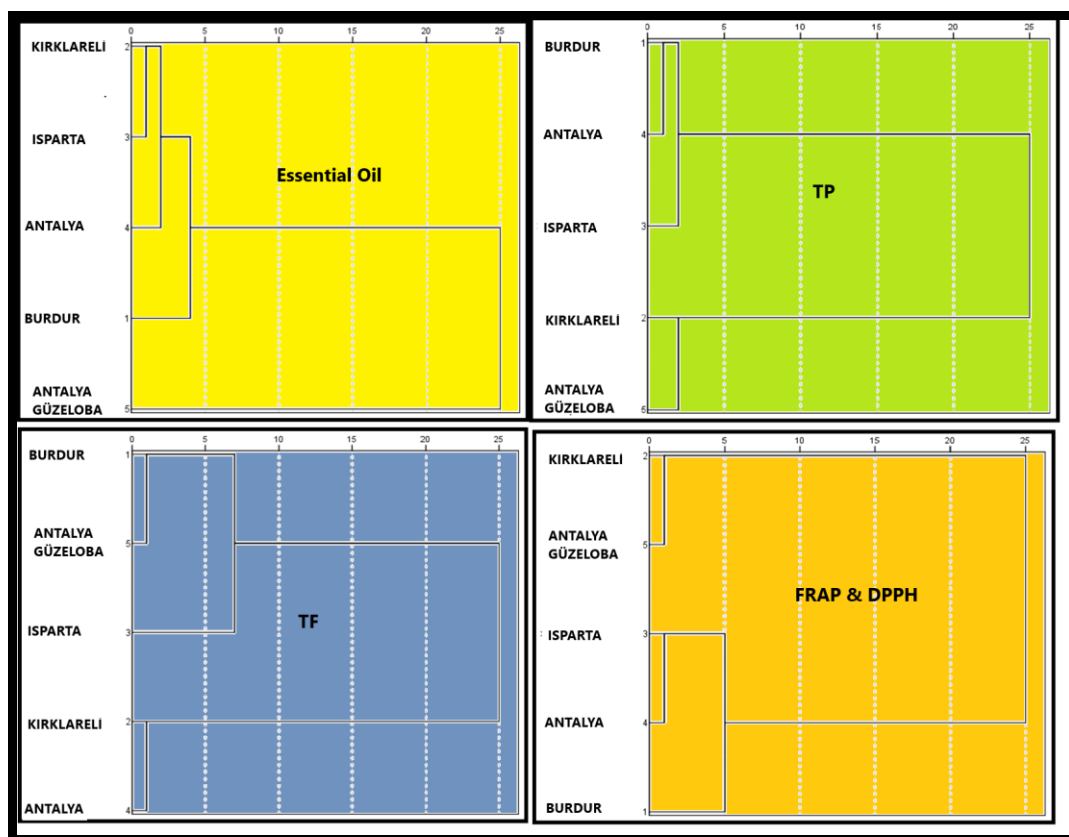 0 5 10 15 20 25
KIRKLARELİ 2
ISPARTA 3
Essential Oil
ANTALYA 4
BURDUR 1
ANTALYA
GÜZELOBA 5
0 5 10 15 20 25
BURDUR 1
ANTALYA 4
TP
ISPARTA 3
KIRKLARELİ 2
ANTALYA
GÜZELOBA 5
0 5 10 15 20 25
BURDUR 1
ANTALYA
GÜZELOBA 5
TF
ISPARTA 3
KIRKLARELİ 2
ANTALYA 4
0 5 10 15 20 25
KIRKLARELİ 2
ANTALYA
GÜZELOBA 5
FRAP & DPPH
ISPARTA 3
ANTALYA 4
BURDUR 1